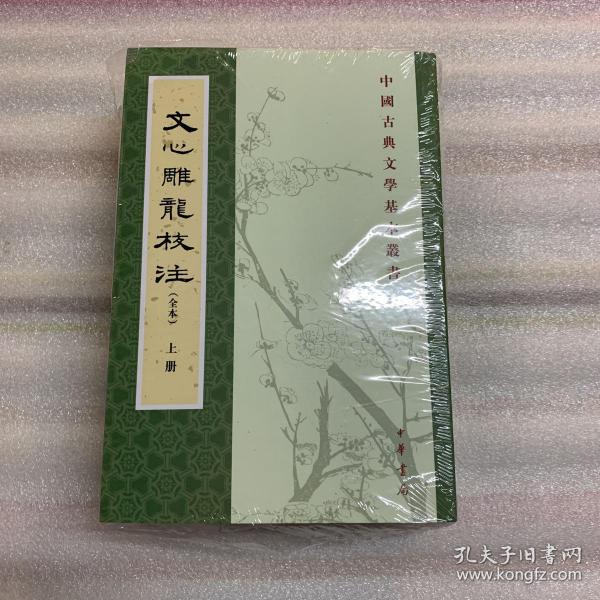 文心雕龍校注
（全本）
上册
中國古典文學基本叢書
中華書局
孔夫子旧书网
www.kongfz.com